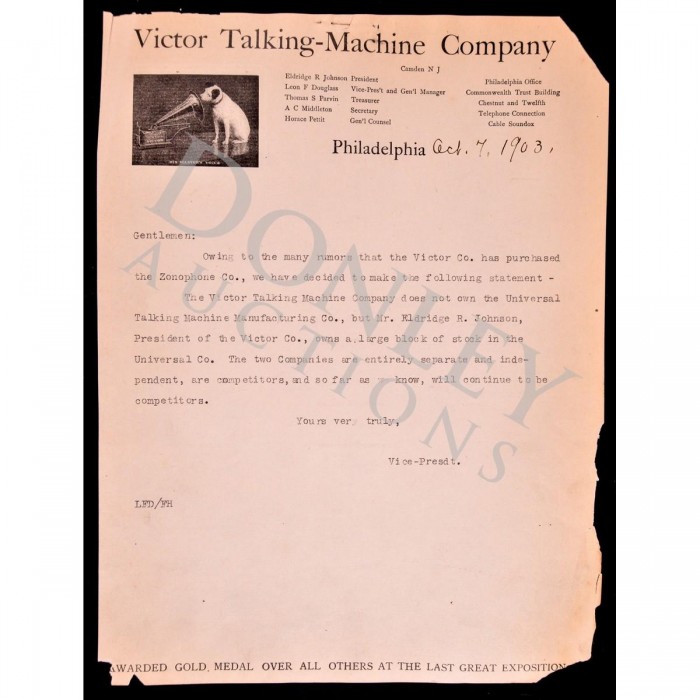 Victor Talking-Machine Company
Camden N J
Eldridge R Johnson President
Leon F Douglass Vice-Pres't and Gen'l Manager
Thomas S Parvin Treasurer
A C Middleton Secretary
Horace Pettit Gen'l Counsel
Philadelphia Office
Commonwealth Trust Building
Chestnut and Twelfth
Telephone Connection
Cable Soundox
HIS MASTER'S VOICE
Philadelphia Oct. 7, 1903.
Gentlemen:
Owing to the many rumors that the Victor Co. has purchased
the Zonophone Co., we have decided to make the following statement -
The Victor Talking Machine Company does not own the Universal
Talking Machine Manufacturing Co., but Mr. Eldridge R. Johnson,
President of the Victor Co., owns a large block of stock in the
Universal Co. The two Companies are entirely separate and inde-
pendent, are competitors, and so far as we know, will continue to be
competitors.
Yours very truly,
Vice-Presdt.
LFD/FH
AWARDED GOLD MEDAL OVER ALL OTHERS AT THE LAST GREAT EXPOSITION
DONLEY
AUCTIONS